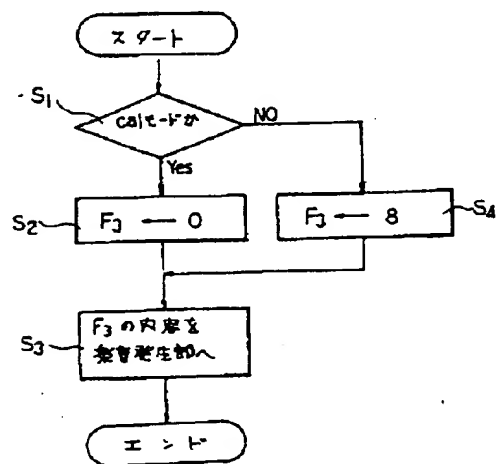 スタート
S1
calモードか
NO
Yes
S2
F3 ← 0
F3 ← 8
S4
S3
F3の内容を
楽音発生部へ
エンド